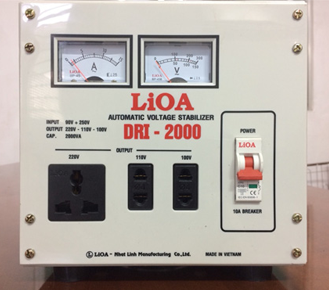 A
V
LiOA
AUTOMATIC VOLTAGE STABILIZER
DRI - 2000
INPUT 90V ÷ 250V
OUTPUT 220V - 110V - 100V
CAP. 2000VA
POWER
OUTPUT
220V
110V
100V
LiOA
10A BREAKER
LiOA - Nhat Linh Manufacturing Co.,Ltd.
MADE IN VIETNAM